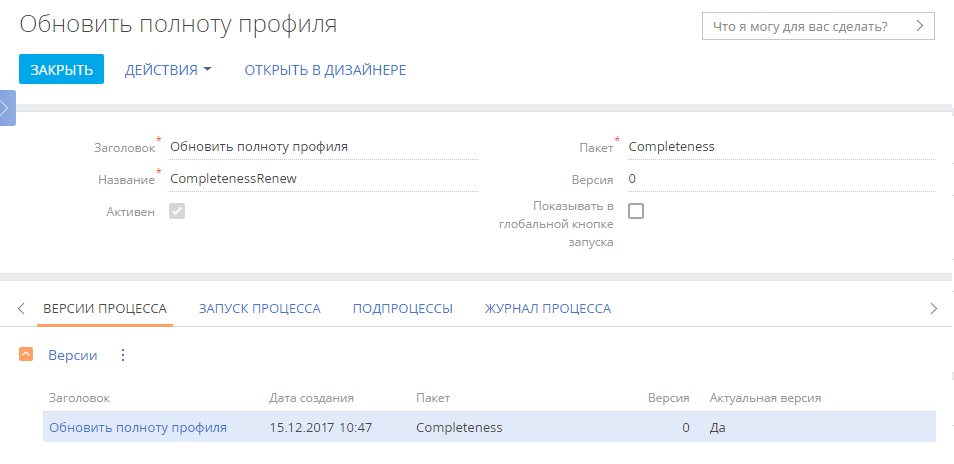 Обновить полноту профиля
Что я могу для вас сделать?
ЗАКРЫТЬ ДЕЙСТВИЯ ОТКРЫТЬ В ДИЗАЙНЕРЕ
Заголовок* Обновить полноту профиля
Пакет* Completeness
Название* CompletenessRenew
Версия 0
Активен
Показывать в
глобальной кнопке
запуска
ВЕРСИИ ПРОЦЕССА ЗАПУСК ПРОЦЕССА ПОДПРОЦЕССЫ ЖУРНАЛ ПРОЦЕССА
Версии
Заголовок Дата создания Пакет Версия Актуальная версия
Обновить полноту профиля 15.12.2017 10:47 Completeness 0 Да